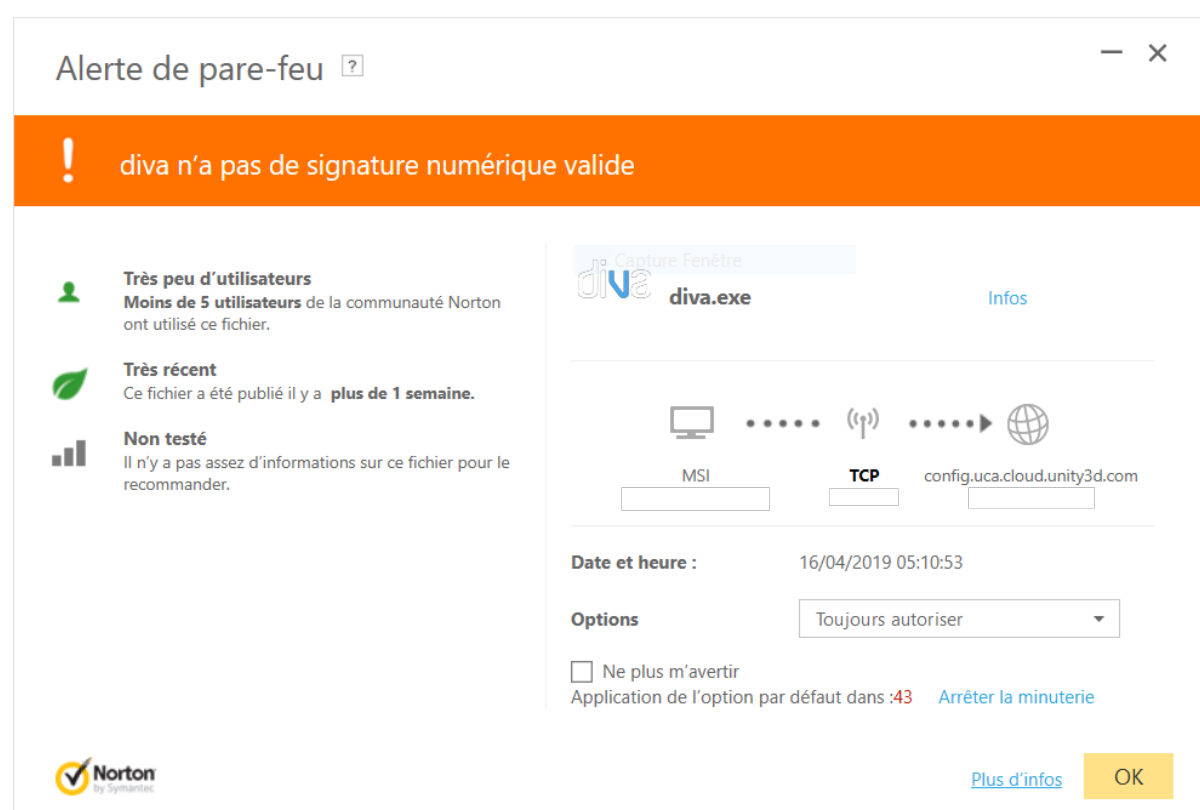 Alerte de pare-feu ?
diva n'a pas de signature numérique valide
Très peu d'utilisateurs
Moins de 5 utilisateurs de la communauté Norton
ont utilisé ce fichier.
Très récent
Ce fichier a été publié il y a plus de 1 semaine.
Non testé
Il n'y a pas assez d'informations sur ce fichier pour le
recommander.
Capture Fenêtre
diva
diva.exe Infos
MSI TCP config.uca.cloud.unity3d.com
Date et heure : 16/04/2019 05:10:53
Options Toujours autoriser
Ne plus m'avertir
Application de l'option par défaut dans :43 Arrêter la minuterie
Norton
by Symantec
Plus d'infos OK